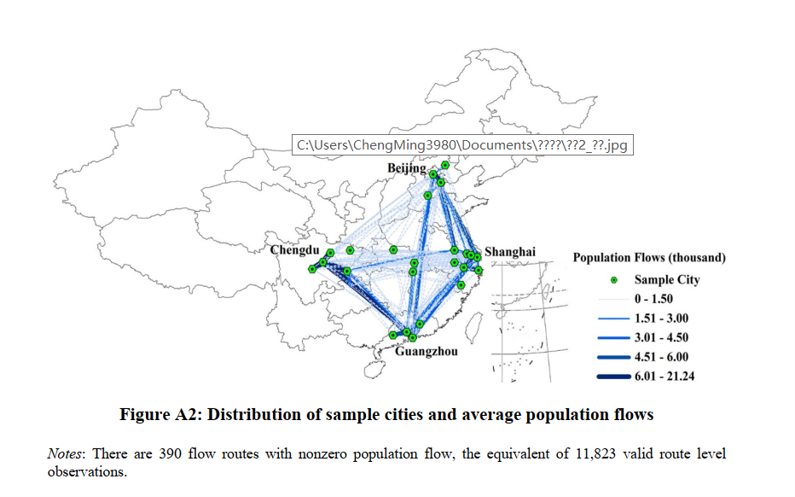 C:\Users\ChengMing3980\Documents\????\??2_??.jpg
Beijing
Chengdu
Shanghai
Guangzhou
Population Flows (thousand)
Sample City
0 - 1.50
1.51 - 3.00
3.01 - 4.50
4.51 - 6.00
6.01 - 21.24
Figure A2: Distribution of sample cities and average population flows
Notes: There are 390 flow routes with nonzero population flow, the equivalent of 11,823 valid route level
observations.